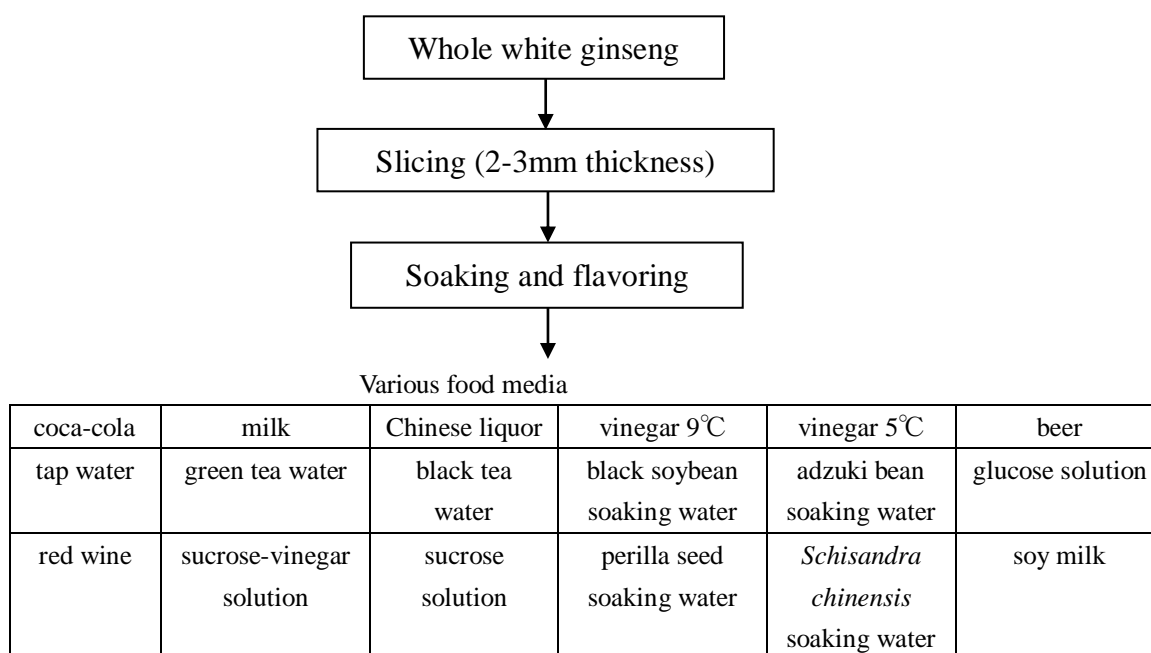 Whole white ginseng
Slicing (2-3mm thickness)
Soaking and flavoring
Various food media
coca-cola
milk
Chinese liquor
vinegar 9℃
vinegar 5℃
beer
tap water
green tea water
black tea
water
black soybean
soaking water
adzuki bean
soaking water
glucose solution
red wine
sucrose-vinegar
solution
sucrose
solution
perilla seed
soaking water
Schisandra
chinensis
soaking water
soy milk